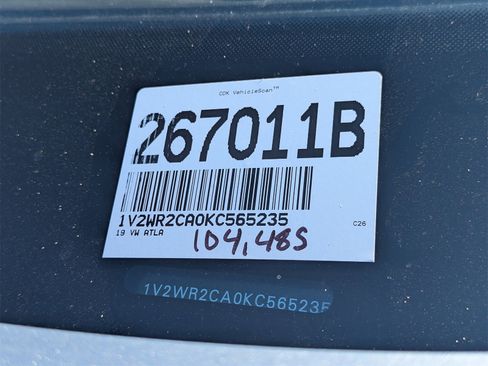 CDK VehicleScan™
267011B
1V2WR2CA0KC565235
19 VW ATLA
C26
104,485
1V2WR2CA0KC565235